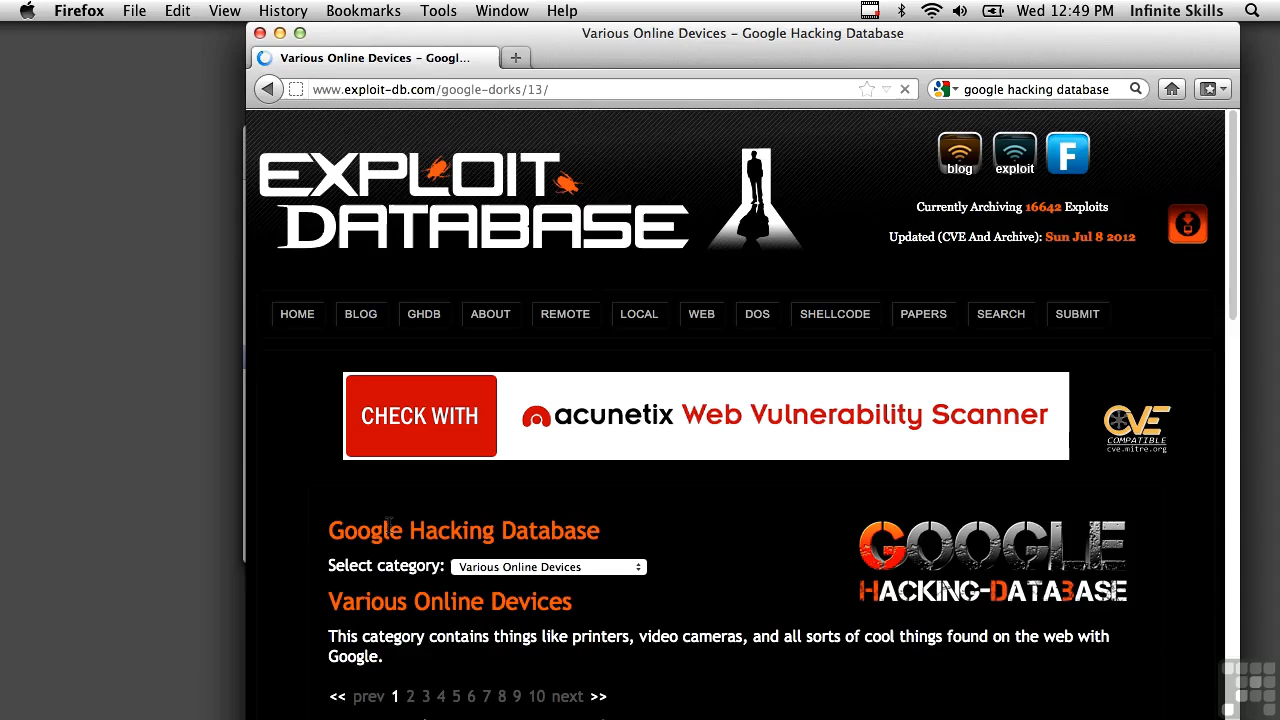 Firefox File Edit View History Bookmarks Tools Window Help Wed 12:49 PM Infinite Skills
Various Online Devices – Google Hacking Database
Various Online Devices – Googl...
www.exploit-db.com/google-dorks/13/ google hacking database
EXPLOIT
DATABASE
blog exploit F
Currently Archiving 16642 Exploits
Updated (CVE And Archive): Sun Jul 8 2012
HOME BLOG GHDB ABOUT REMOTE LOCAL WEB DOS SHELLCODE PAPERS SEARCH SUBMIT
CHECK WITH acunetix Web Vulnerability Scanner
CVE
COMPATIBLE
cve.mitre.org
Google Hacking Database
GOOGLE
HACKING-DATABASE
Select category: Various Online Devices
Various Online Devices
This category contains things like printers, video cameras, and all sorts of cool things found on the web with
Google.
<< prev 1 2 3 4 5 6 7 8 9 10 next >>